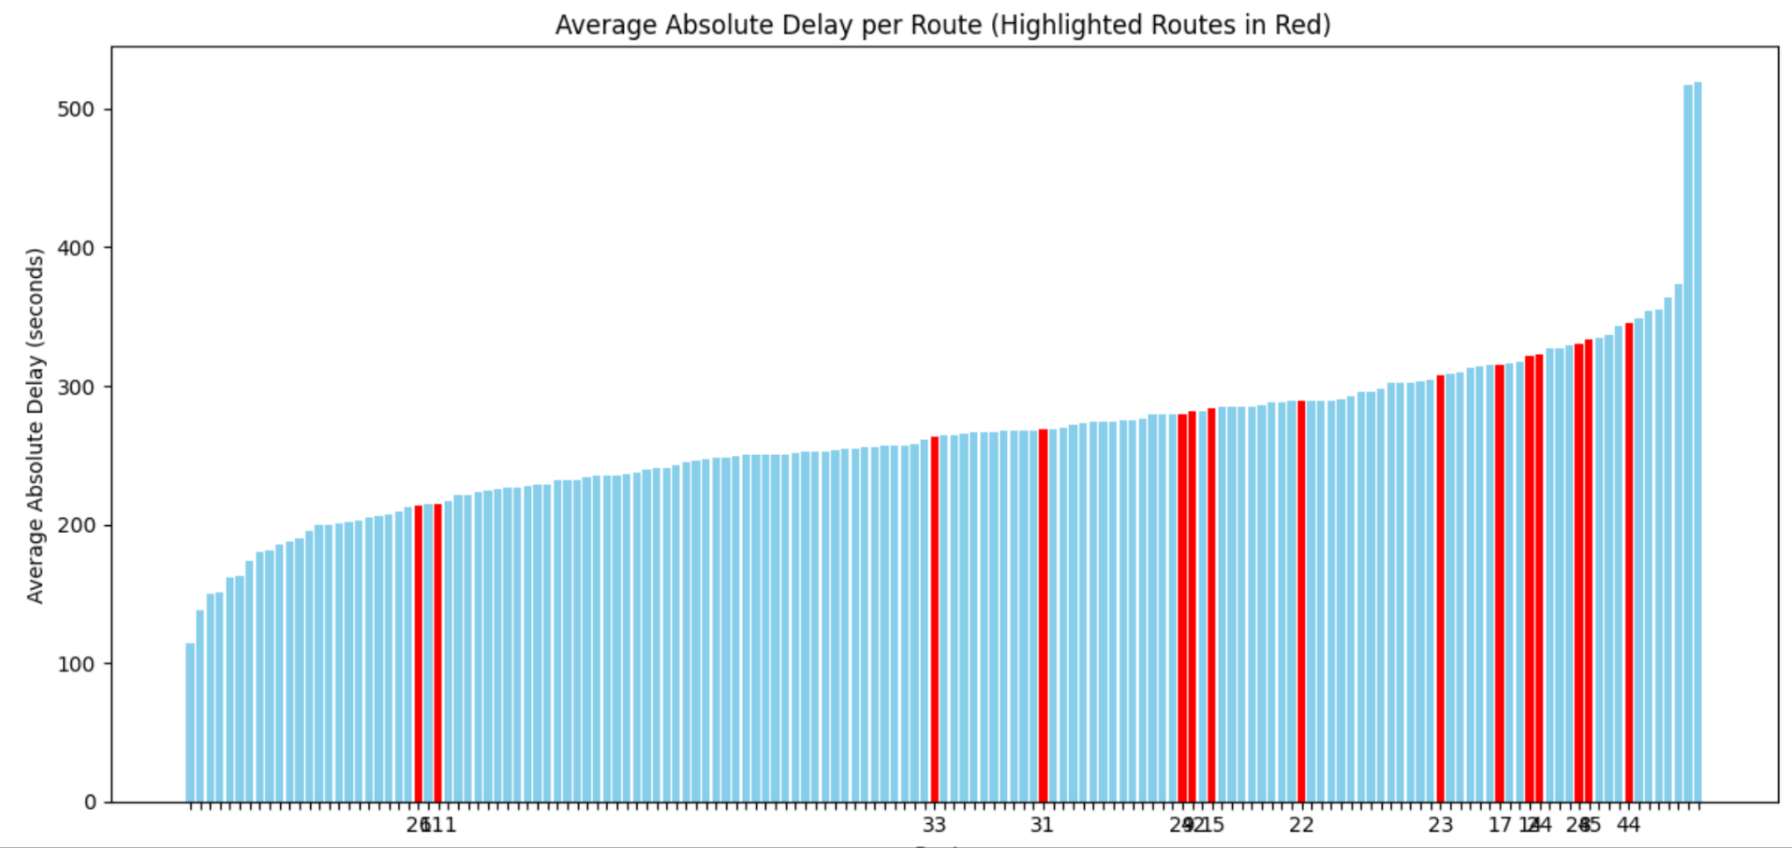 Average Absolute Delay per Route (Highlighted Routes in Red)
Average Absolute Delay (seconds)
500
400
300
200
100
0
33 31 15 22 23 17 44